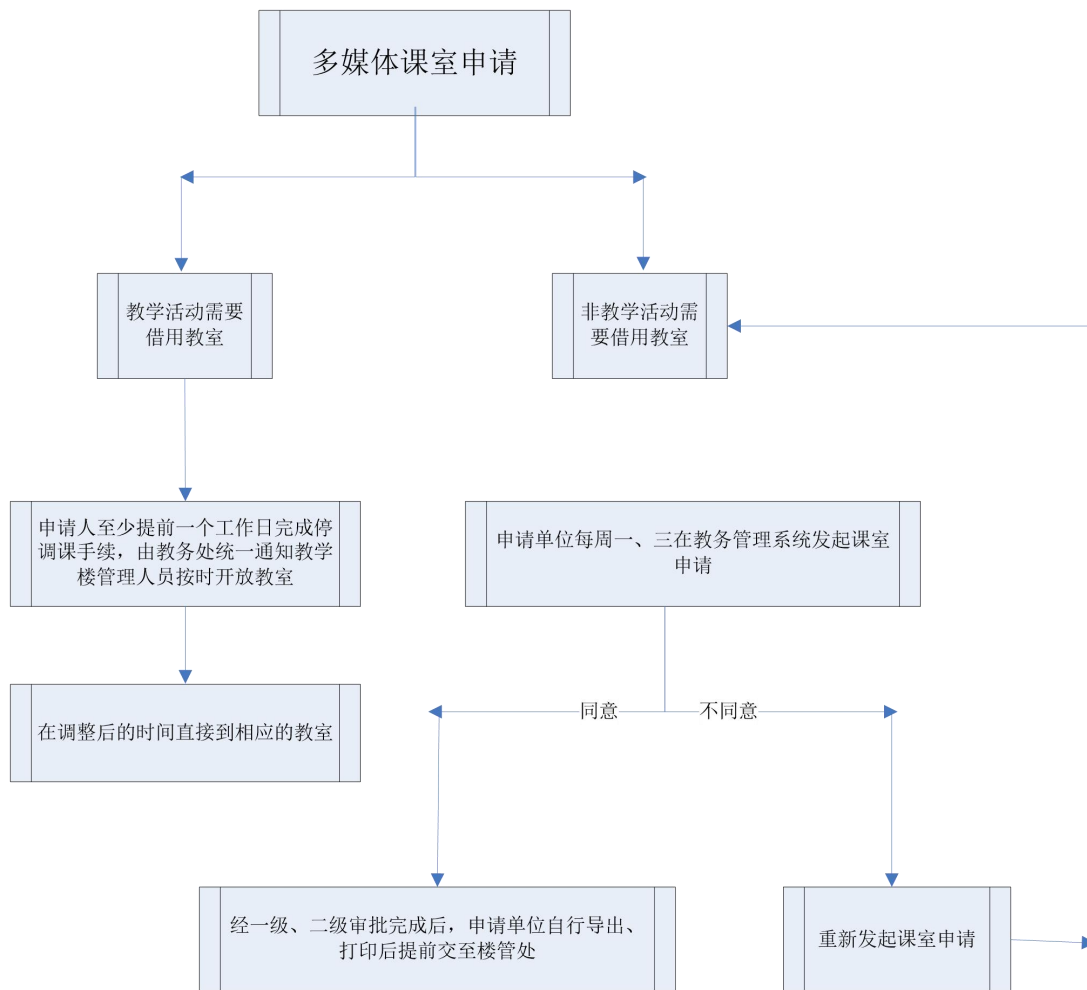 多媒体课室申请
教学活动需要
借用教室
非教学活动需
要借用教室
申请人至少提前一个工作日完成停
调课手续，由教务处统一通知教学
楼管理人员按时开放教室
申请单位每周一、三在教务管理系统发起课室
申请
在调整后的时间直接到相应的教室
同意
不同意
经一级、二级审批完成后，申请单位自行导出、
打印后提前交至楼管处
重新发起课室申请